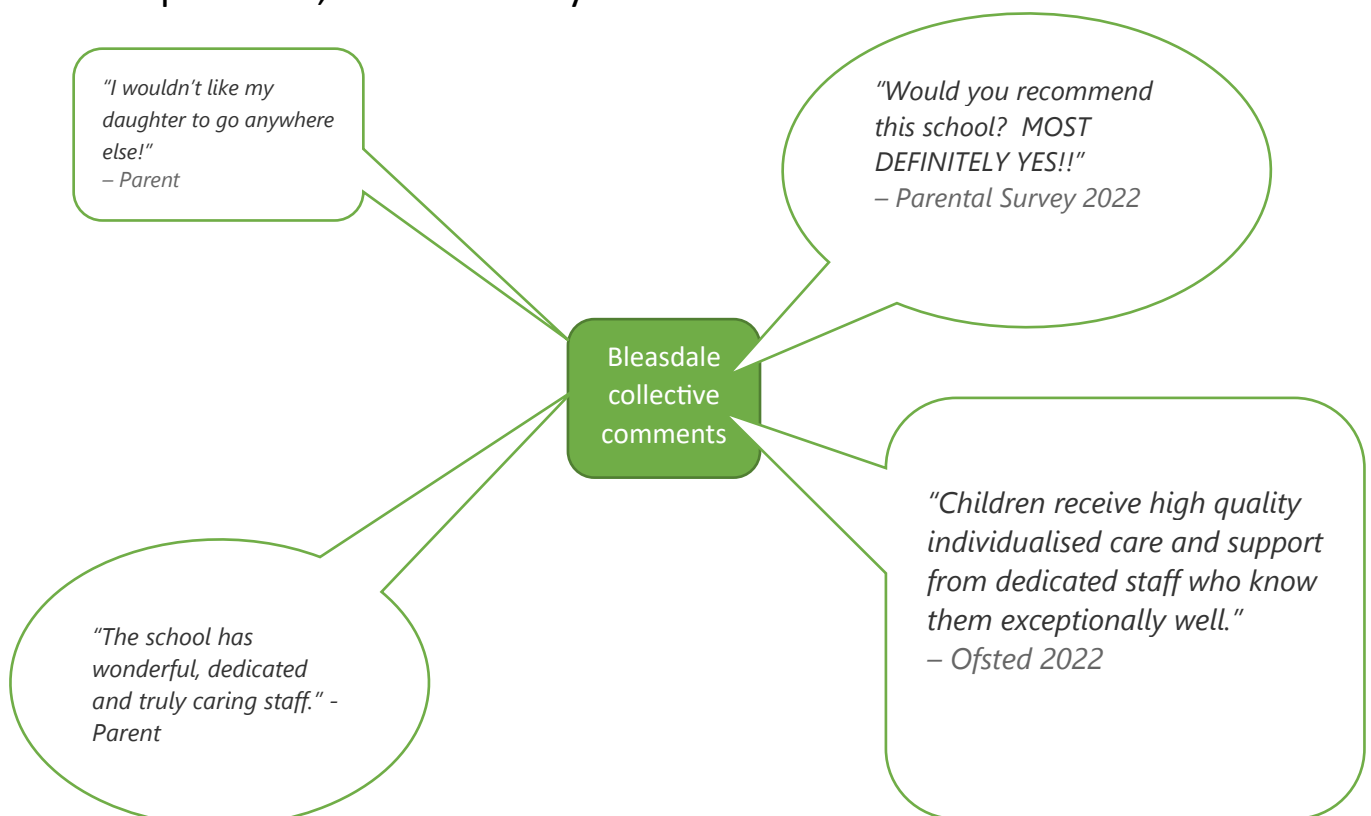 “I wouldn’t like my
daughter to go anywhere
else!”
– Parent
“Would you recommend
this school?  MOST
DEFINITELY YES!!”
– Parental Survey 2022
Bleasdale
collective
comments
“Children receive high quality
individualised care and support
from dedicated staff who know
them exceptionally well.”
– Ofsted 2022
“The school has
wonderful, dedicated
and truly caring staff.” -
Parent